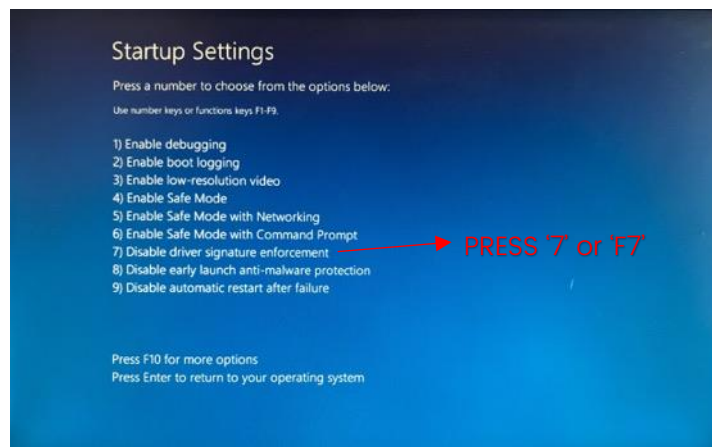 Startup Settings
Press a number to choose from the options below:
Use number keys or functions keys F1-F9.
1) Enable debugging
2) Enable boot logging
3) Enable low-resolution video
4) Enable Safe Mode
5) Enable Safe Mode with Networking
6) Enable Safe Mode with Command Prompt
7) Disable driver signature enforcement
PRESS '7' or 'F7'
8) Disable early launch anti-malware protection
9) Disable automatic restart after failure
Press F10 for more options
Press Enter to return to your operating system